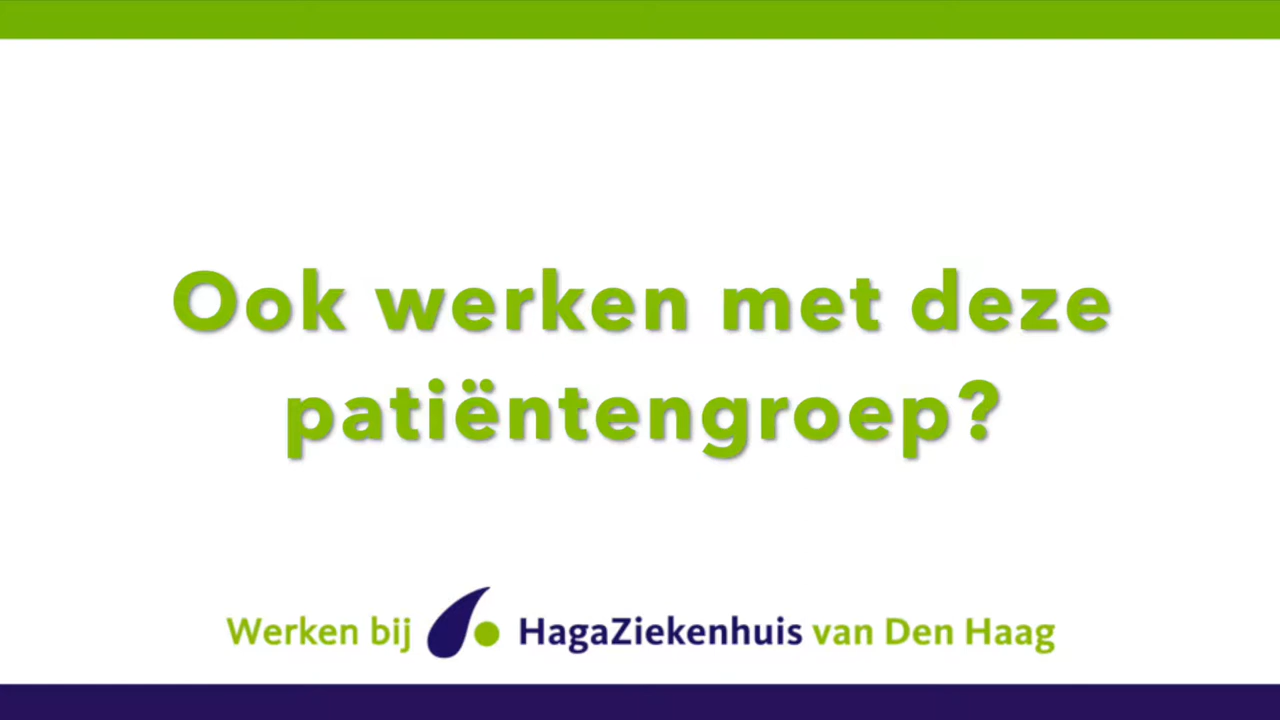 Ook werken met deze
patiëntengroep?
Werken bij HagaZiekenhuis van Den Haag